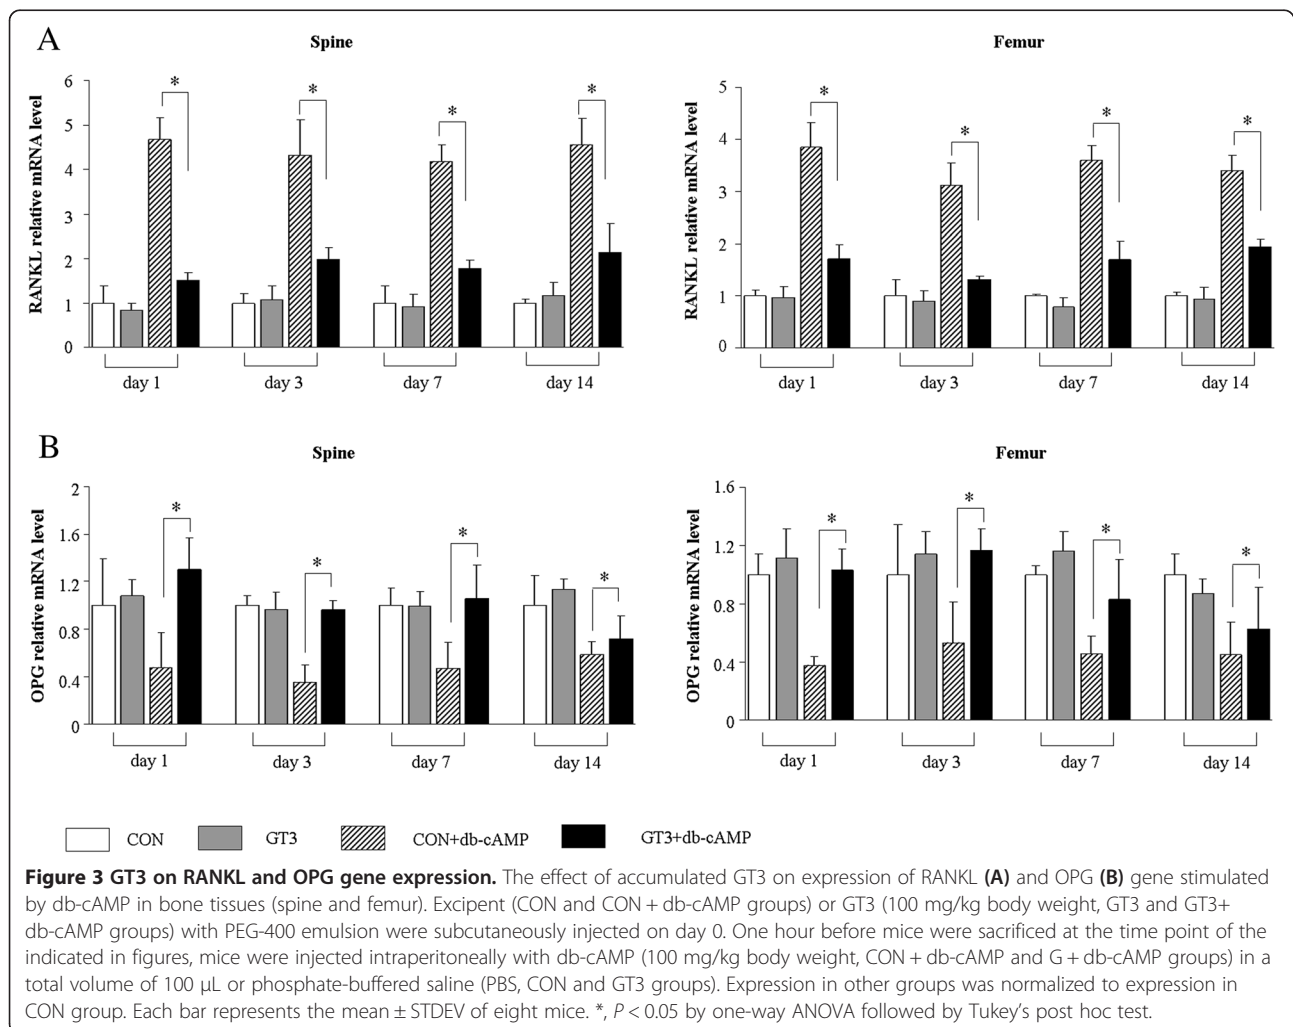 A
Spine
Femur
RANKL relative mRNA level
6
5
4
3
2
1
0
* * * *
day 1 day 3 day 7 day 14
RANKL relative mRNA level
5
4
3
2
1
0
* * * *
day 1 day 3 day 7 day 14
B
Spine
Femur
OPG relative mRNA level
2
1.6
1.2
0.8
0.4
0
* * * *
day 1 day 3 day 7 day 14
OPG relative mRNA level
1.6
1.2
0.8
0.4
0
* * * *
day 1 day 3 day 7 day 14
CON GT3 CON+db-cAMP GT3+db-cAMP
Figure 3 GT3 on RANKL and OPG gene expression. The effect of accumulated GT3 on expression of RANKL (A) and OPG (B) gene stimulated
by db-cAMP in bone tissues (spine and femur). Excipent (CON and CON + db-cAMP groups) or GT3 (100 mg/kg body weight, GT3 and GT3+
db-cAMP groups) with PEG-400 emulsion were subcutaneously injected on day 0. One hour before mice were sacrificed at the time point of the
indicated in figures, mice were injected intraperitoneally with db-cAMP (100 mg/kg body weight, CON + db-cAMP and G + db-cAMP groups) in a
total volume of 100 μL or phosphate-buffered saline (PBS, CON and GT3 groups). Expression in other groups was normalized to expression in
CON group. Each bar represents the mean ± STDEV of eight mice. *, P < 0.05 by one-way ANOVA followed by Tukey's post hoc test.